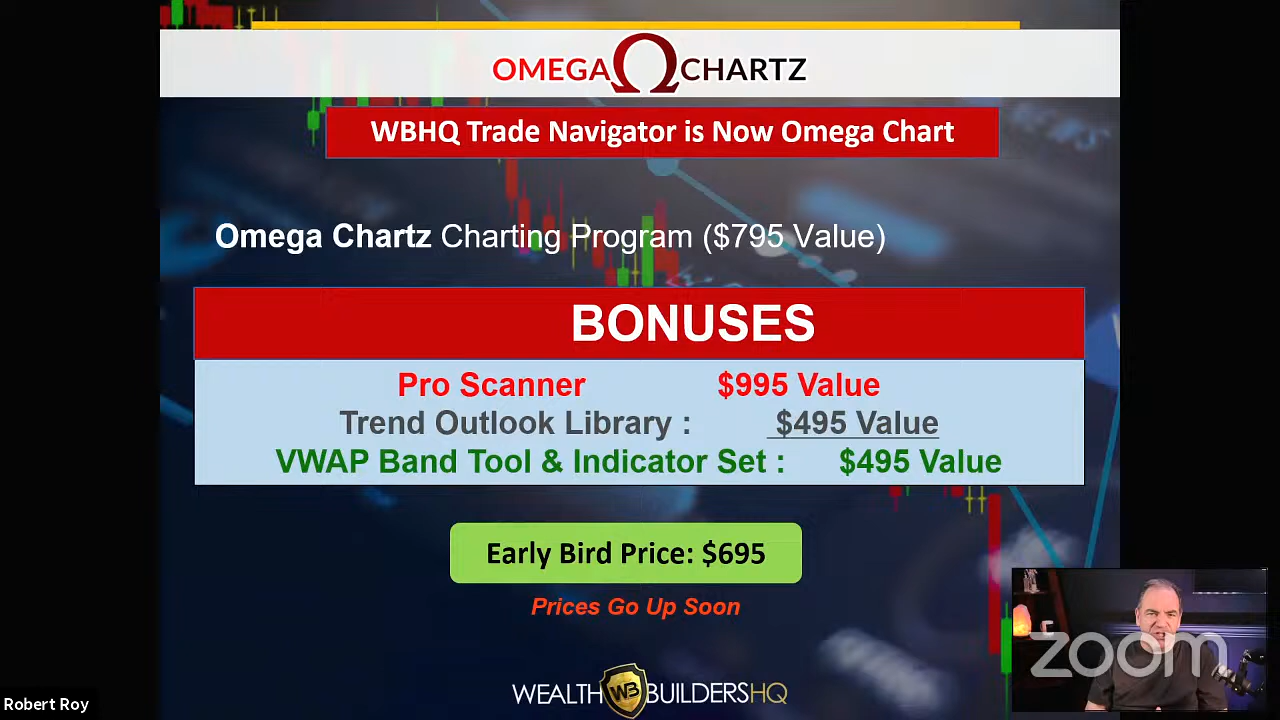 OMEGA CHARTZ
WBHQ Trade Navigator is Now Omega Chart
Omega Chartz Charting Program ($795 Value)
BONUSES
Pro Scanner $995 Value
Trend Outlook Library : $495 Value
VWAP Band Tool & Indicator Set : $495 Value
Early Bird Price: $695
Prices Go Up Soon
WEALTH WB BUILDERSHQ
zoom
Robert Roy